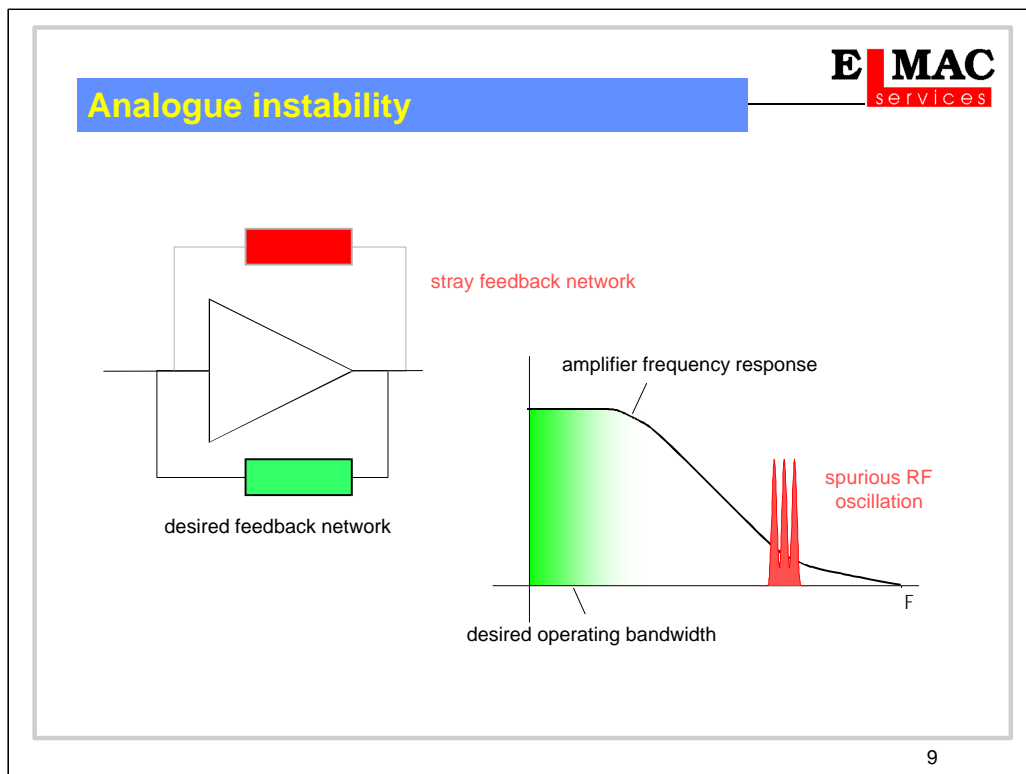 ELMAC
services
Analogue instability
stray feedback network
amplifier frequency response
spurious RF
oscillation
desired feedback network
F
desired operating bandwidth
9